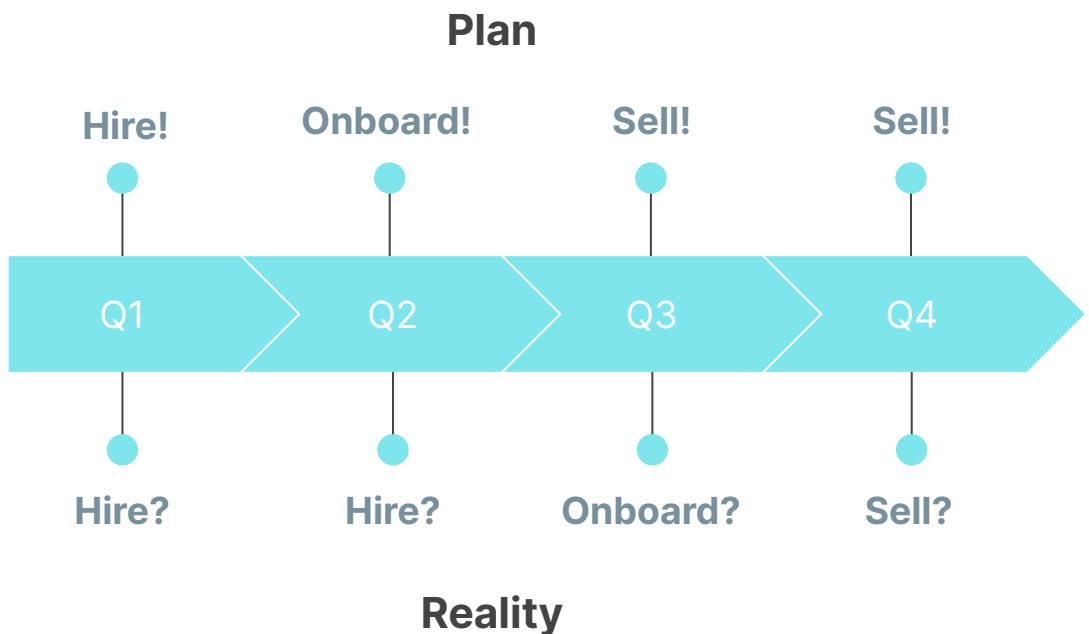 Plan
Hire!
Onboard!
Sell!
Sell!
Q1
Q2
Q3
Q4
Hire?
Hire?
Onboard?
Sell?
Reality